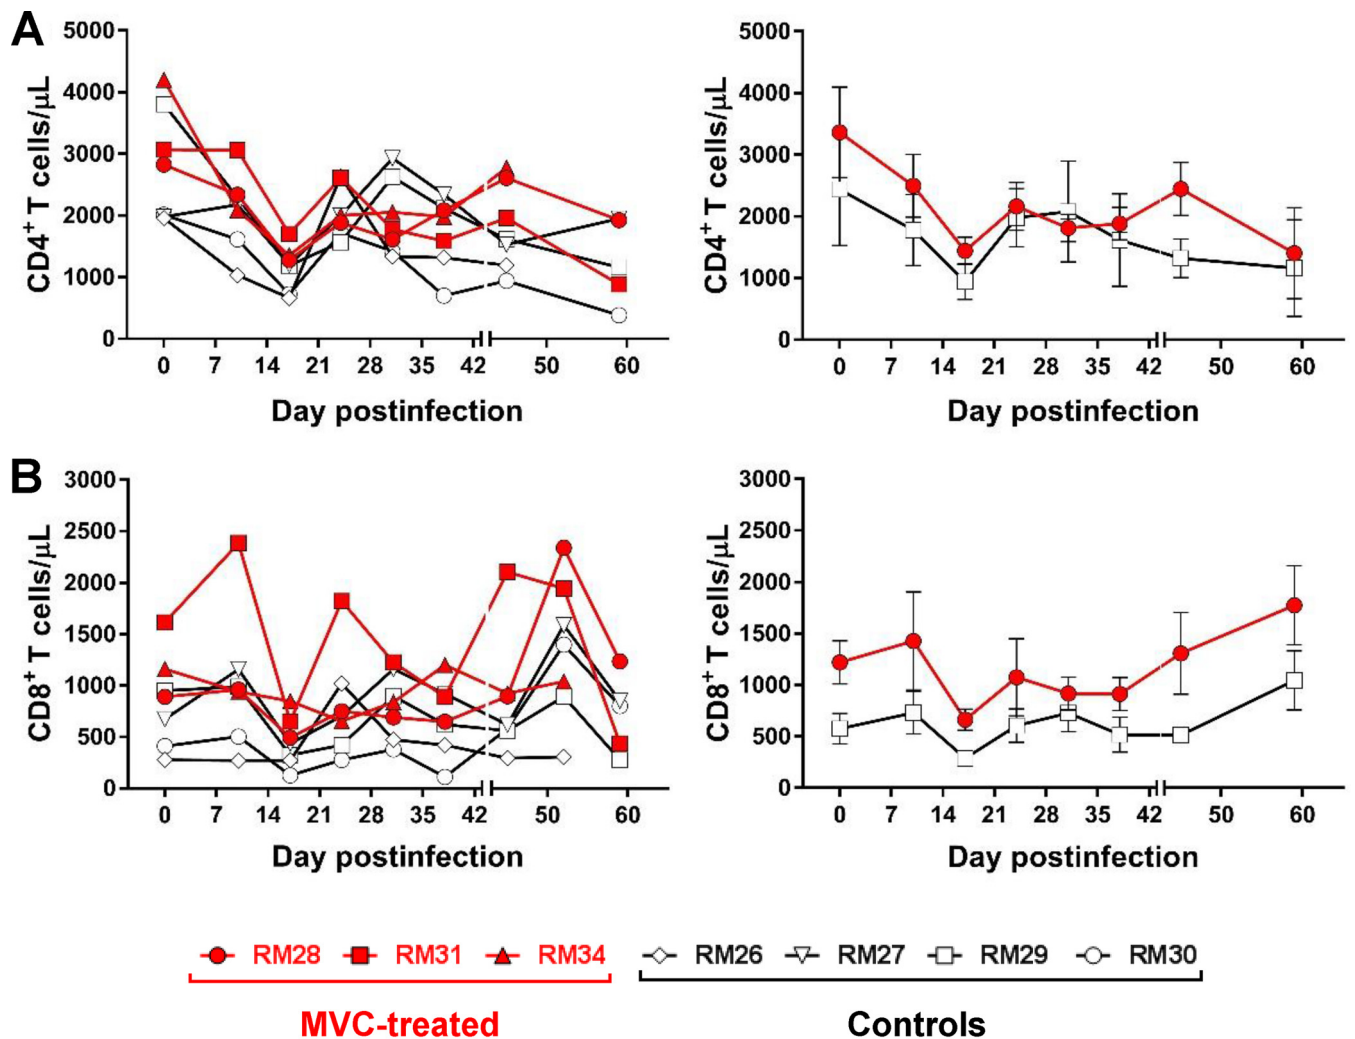 A
CD4+ T cells/μL
5000
4000
3000
2000
1000
0
0 7 14 21 28 35 42 50 60
Day postinfection
CD4+ T cells/μL
5000
4000
3000
2000
1000
0
0 7 14 21 28 35 42 50 60
Day postinfection
B
CD8+ T cells/μL
3000
2500
2000
1500
1000
500
0
0 7 14 21 28 35 42 50 60
Day postinfection
CD8+ T cells/μL
3000
2500
2000
1500
1000
500
0
0 7 14 21 28 35 42 50 60
Day postinfection
RM28 RM31 RM34 RM26 RM27 RM29 RM30
MVC-treated Controls